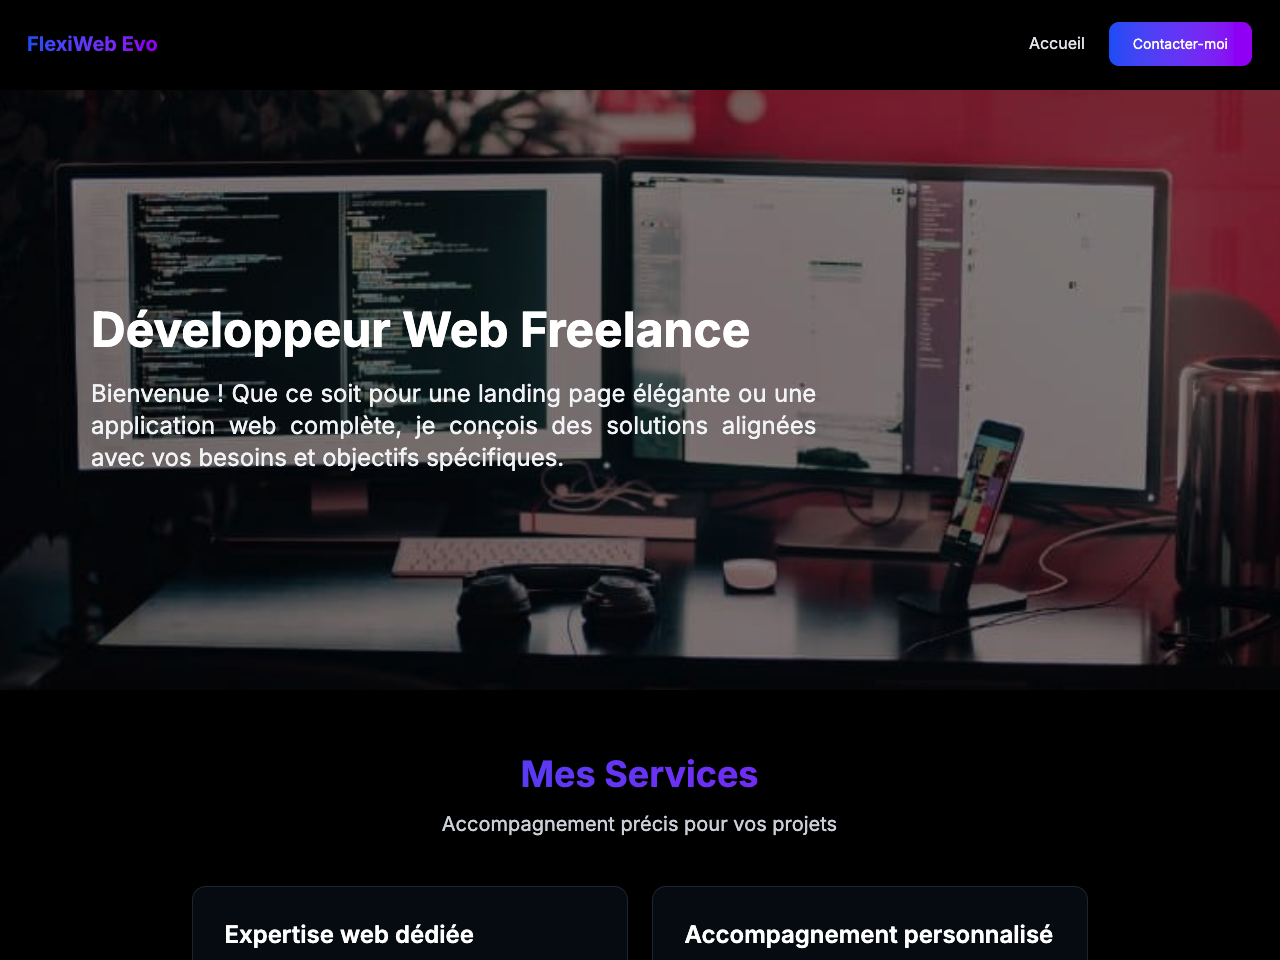 FlexiWeb Evo
Accueil
Contacter-moi
Développeur Web Freelance
Bienvenue ! Que ce soit pour une landing page élégante ou une
application web complète, je conçois des solutions alignées
avec vos besoins et objectifs spécifiques.
Mes Services
Accompagnement précis pour vos projets
Expertise web dédiée
Accompagnement personnalisé